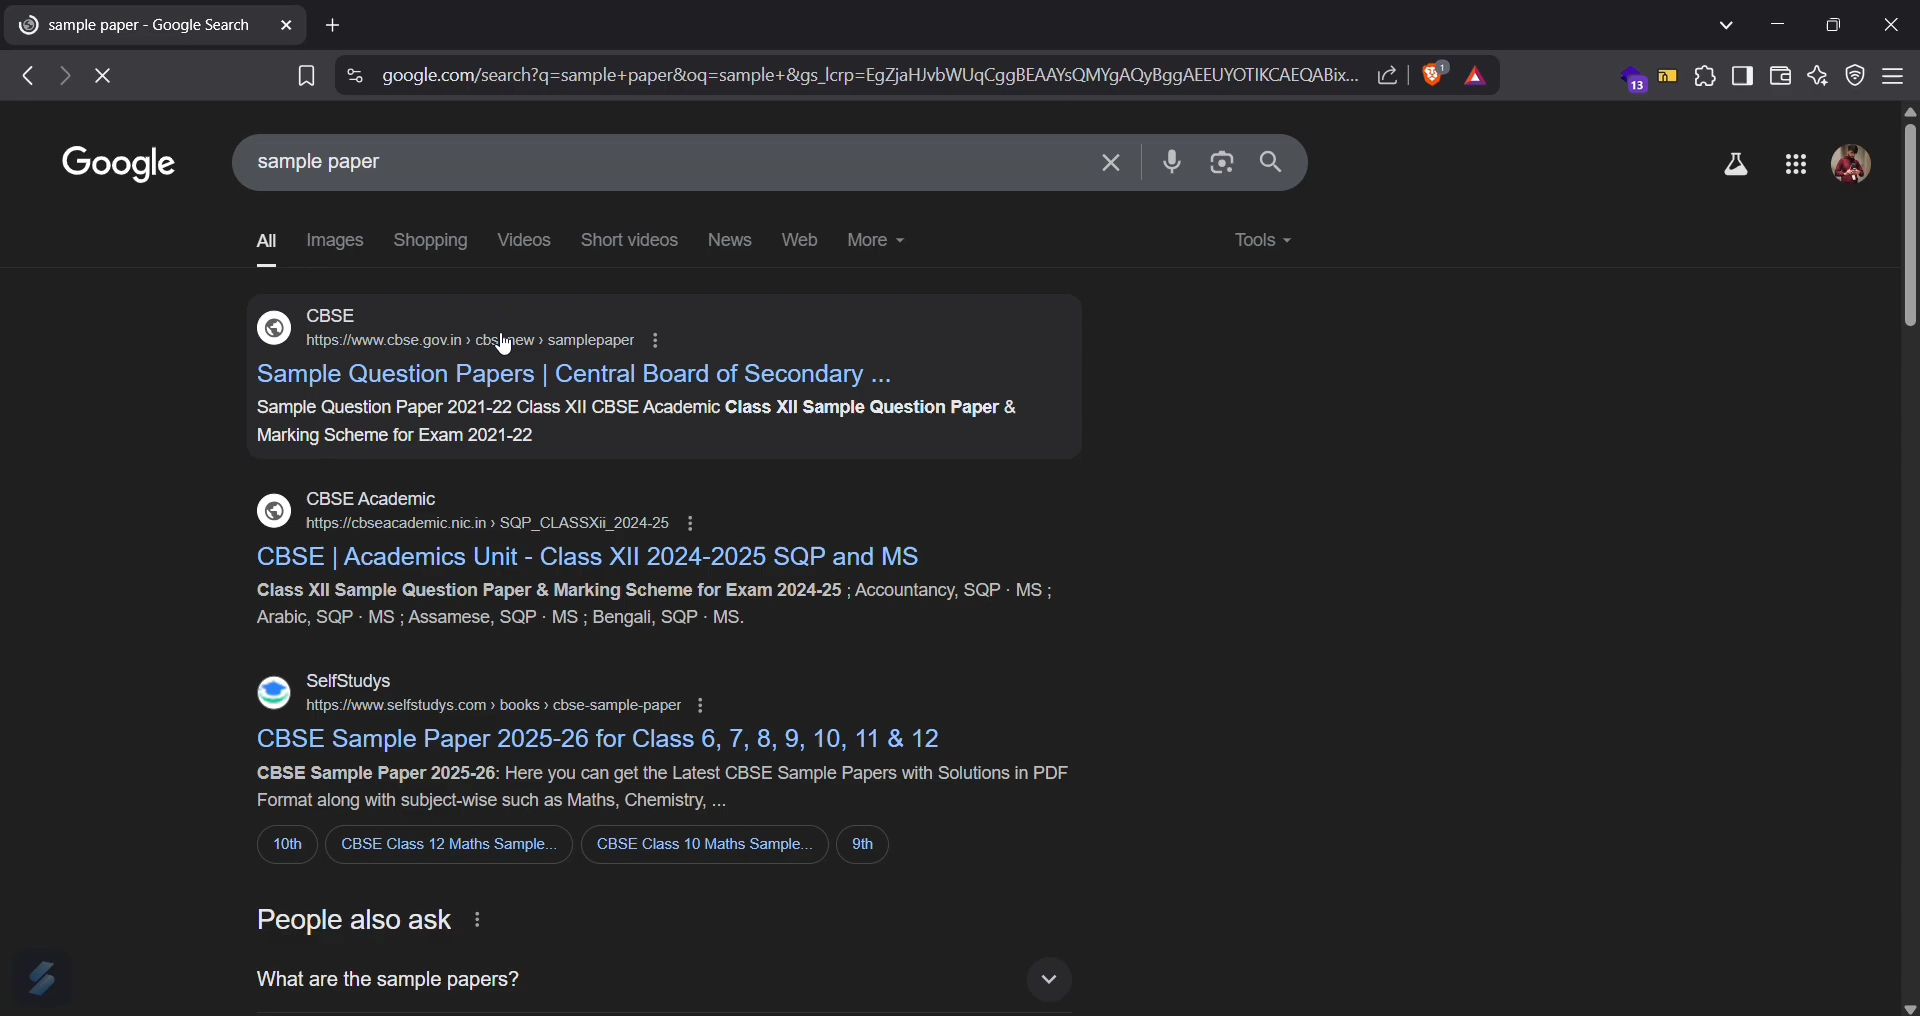 sample paper - Google Search
google.com/search?q=sample+paper&oq=sample+&gs_lcrp=EgZjaHJvbWUqCggBEAAYsQMYgAQyBggAEEUYOTIKCAEQABix...
1
13
Google
sample paper
All Images Shopping Videos Short videos News Web More Tools
CBSE
https://www.cbse.gov.in › samplepaper
Sample Question Papers | Central Board of Secondary ...
Sample Question Paper 2021-22 Class XII CBSE Academic Class XII Sample Question Paper &
Marking Scheme for Exam 2021-22
CBSE Academic
https://cbseacademic.nic.in › SQP_CLASSXii_2024-25
CBSE | Academics Unit - Class XII 2024-2025 SQP and MS
Class XII Sample Question Paper & Marking Scheme for Exam 2024-25 ; Accountancy, SQP · MS ;
Arabic, SQP · MS ; Assamese, SQP · MS ; Bengali, SQP · MS.
SelfStudys
https://www.selfstudys.com › books › cbse-sample-paper
CBSE Sample Paper 2025-26 for Class 6, 7, 8, 9, 10, 11 & 12
CBSE Sample Paper 2025-26: Here you can get the Latest CBSE Sample Papers with Solutions in PDF
Format along with subject-wise such as Maths, Chemistry, ...
10th CBSE Class 12 Maths Sample... CBSE Class 10 Maths Sample... 9th
People also ask
What are the sample papers?